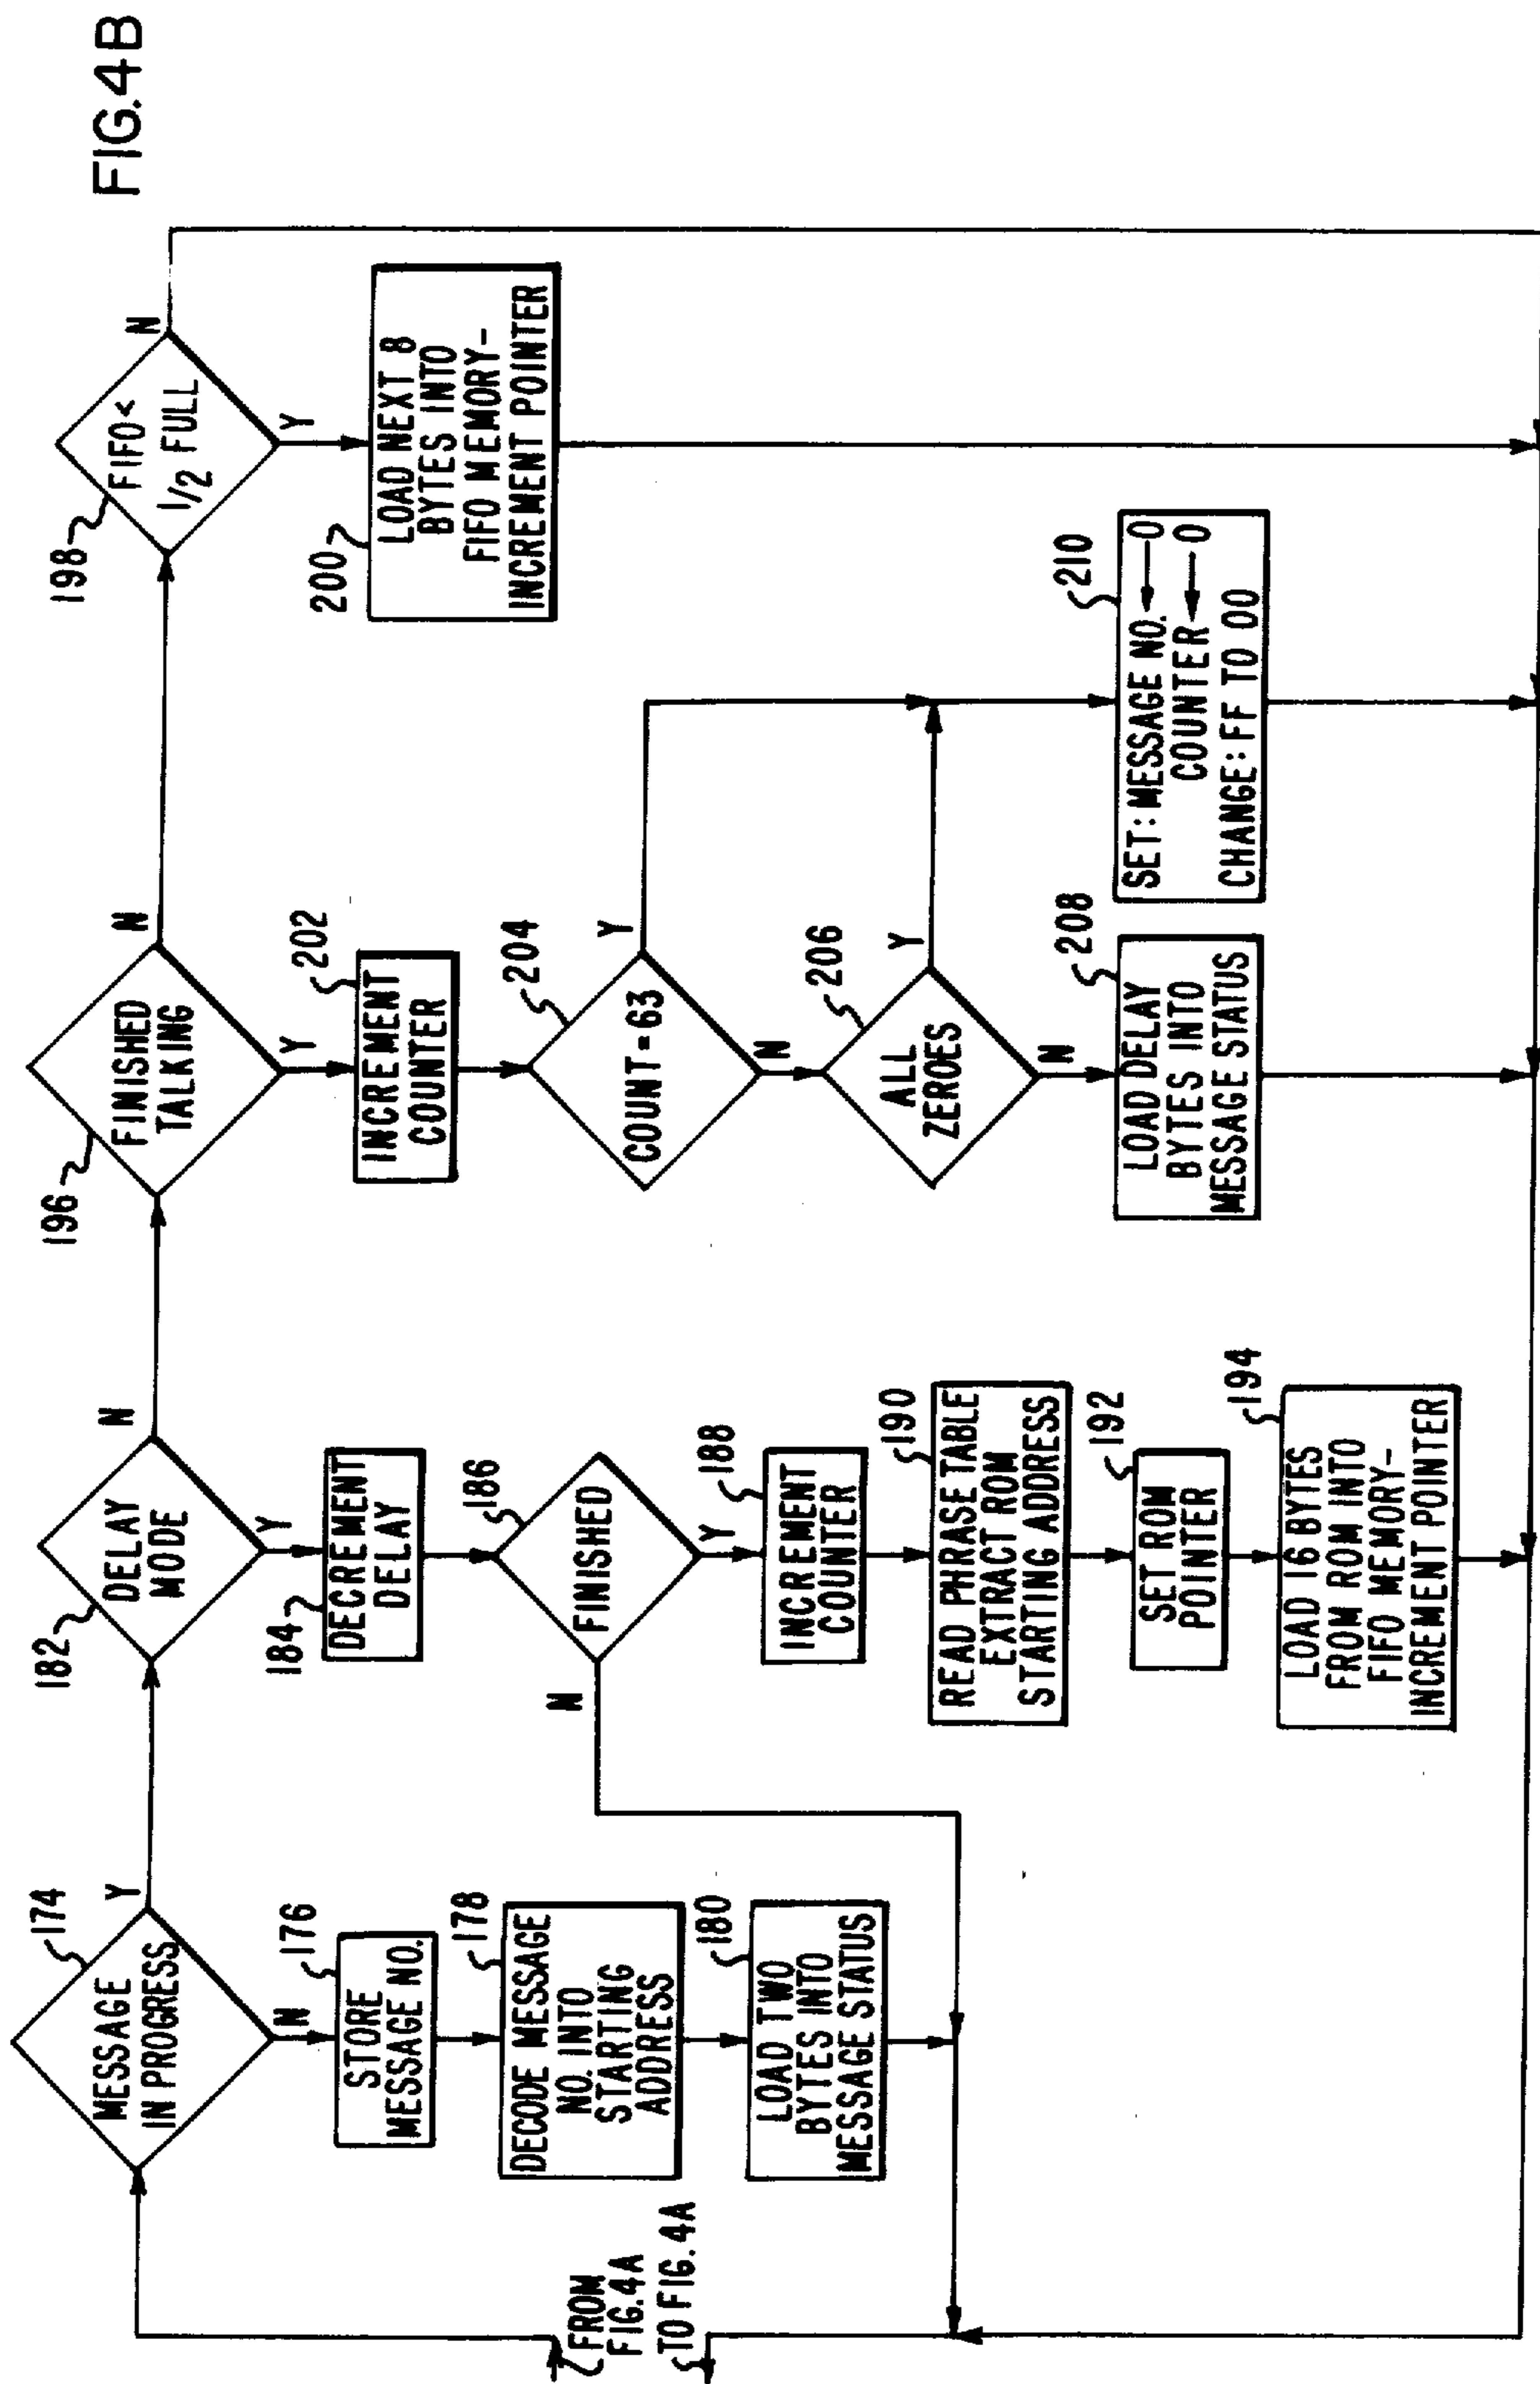 FIG.4B
174
MESSAGE
IN PROGRESS
Y
N
176
STORE
MESSAGE NO.
178
DECODE MESSAGE
NO. INTO
STARTING
ADDRESS
180
LOAD TWO
BYTES INTO
MESSAGE STATUS
FROM
FIG.4A
TO FIG.4A
182
DELAY
MODE
N
Y
184
DECREMENT
DELAY
186
FINISHED
N
Y
188
INCREMENT
COUNTER
190
READ PHRASE TABLE
EXTRACT ROM
STARTING ADDRESS
192
SET ROM
POINTER
194
LOAD 16 BYTES
FROM ROM INTO
FIFO MEMORY-
INCREMENT POINTER
196
FINISHED
TALKING
N
Y
202
INCREMENT
COUNTER
204
COUNT=63
Y
N
206
ALL
ZEROES
Y
N
208
LOAD DELAY
BYTES INTO
MESSAGE STATUS
210
SET: MESSAGE NO.←0
COUNTER←0
CHANGE: FF TO 00
198
FIFO<
1/2 FULL
N
Y
200
LOAD NEXT 8
BYTES INTO
FIFO MEMORY-
INCREMENT POINTER